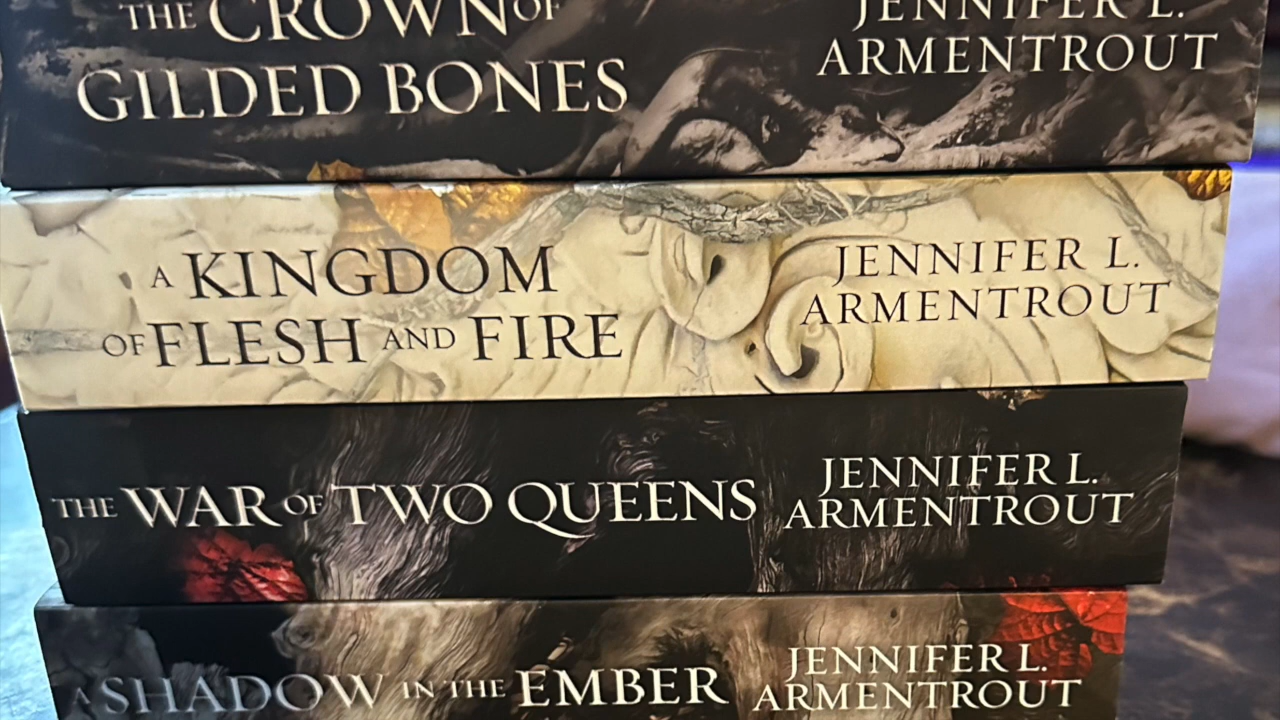 THE CROWN OF
GILDED BONES
JENNIFER L.
ARMENTROUT
A KINGDOM
OF FLESH AND FIRE
JENNIFER L.
ARMENTROUT
THE WAR OF TWO QUEENS
JENNIFER L.
ARMENTROUT
A SHADOW IN THE EMBER
JENNIFER L.
ARMENTROUT